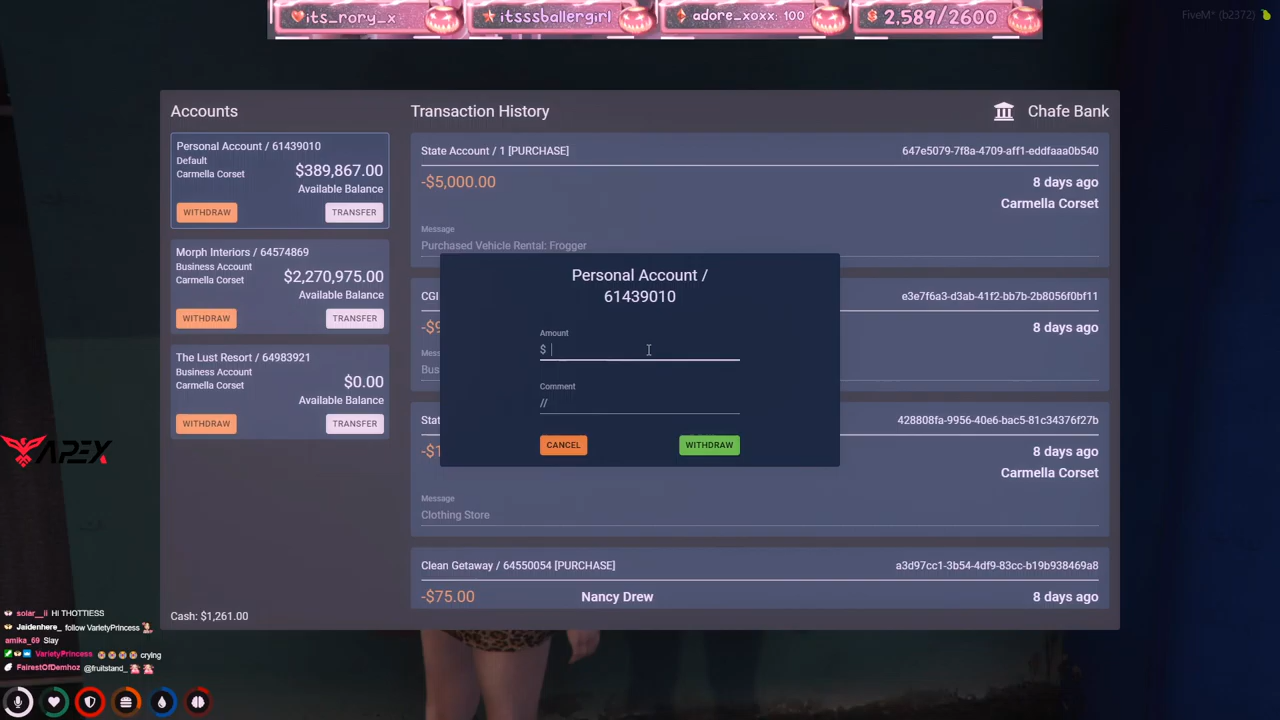 its_rory_x
itsssballergirl
adore_xoxx: 100
$ 2,589/2600
FiveM* (b2372)
Accounts
Transaction History
Chafe Bank
Personal Account / 61439010
Default
Carmella Corset
$389,867.00
Available Balance
WITHDRAW
TRANSFER
Morph Interiors / 64574869
Business Account
Carmella Corset
$2,270,975.00
Available Balance
WITHDRAW
TRANSFER
The Lust Resort / 64983921
Business Account
Carmella Corset
$0.00
Available Balance
WITHDRAW
TRANSFER
Cash: $1,261.00
State Account / 1 [PURCHASE]
647e5079-7f8a-4709-aff1-eddfaaa0b540
-$5,000.00
8 days ago
Carmella Corset
Message
Purchased Vehicle Rental: Frogger
CGI
e3e7f6a3-d3ab-41f2-bb7b-2b8056f0bf11
8 days ago
428808fa-9956-40e6-bac5-81c34376f27b
8 days ago
Carmella Corset
Message
Clothing Store
Clean Getaway / 64550054 [PURCHASE]
a3d97cc1-3b54-4df9-83cc-b19b938469a8
-$75.00
Nancy Drew
8 days ago
Personal Account /
61439010
Amount
$
Comment
//
CANCEL
WITHDRAW
APEX
solar__ii HI THOTTIESS
Jaidenhere_ follow VarietyPrincess
amika_69 Slay
VarietyPrincess crying
FairestOfDemhoz @fruitstand_